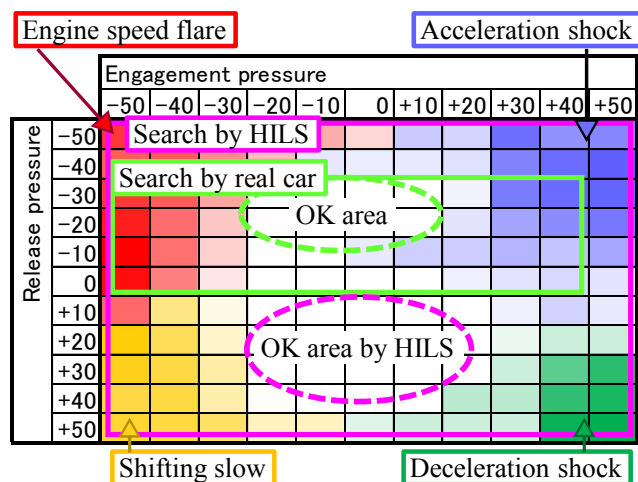 Engine speed flare
Acceleration shock
Engagement pressure
-50 -40 -30 -20 -10 0 +10 +20 +30 +40 +50
Release pressure
-50
-40
-30
-20
-10
0
+10
+20
+30
+40
+50
Search by HILS
Search by real car
OK area
OK area by HILS
Shifting slow
Deceleration shock